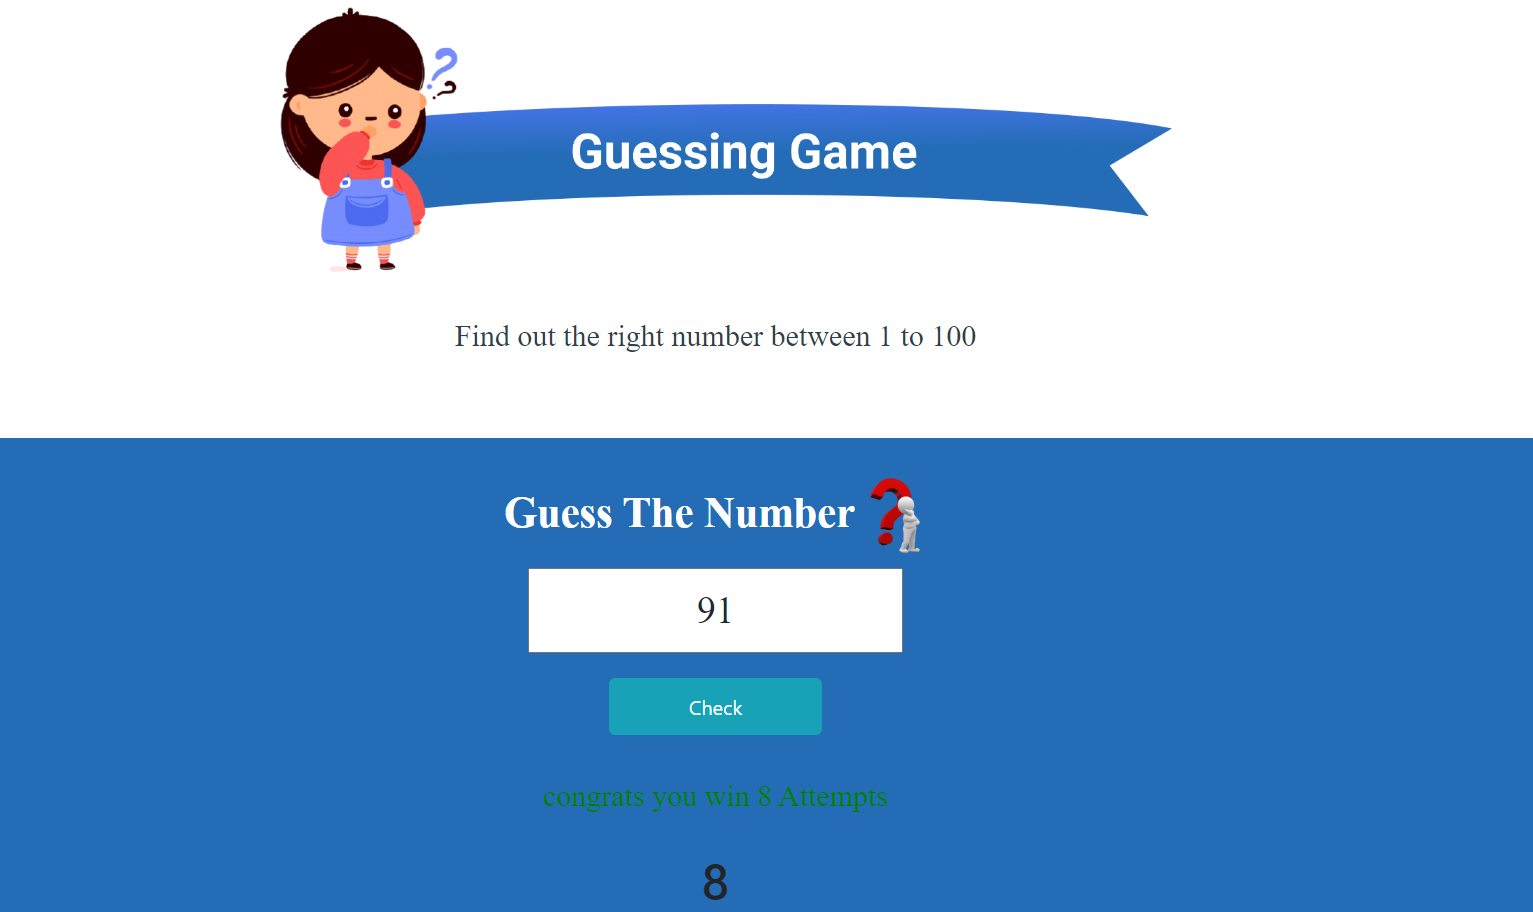 Guessing Game
Find out the right number between 1 to 100
Guess The Number
91
Check
congrats you win 8 Attempts
8